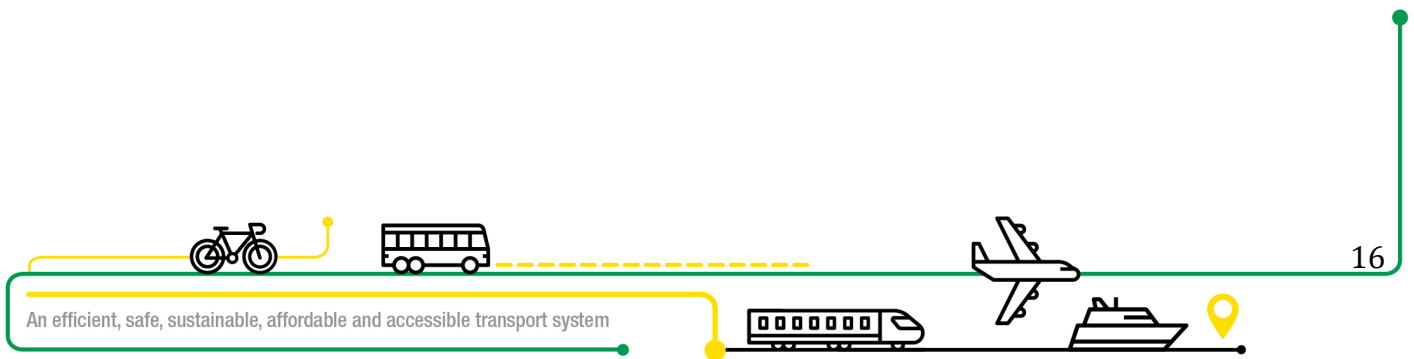 16
An efficient, safe, sustainable, affordable and accessible transport system